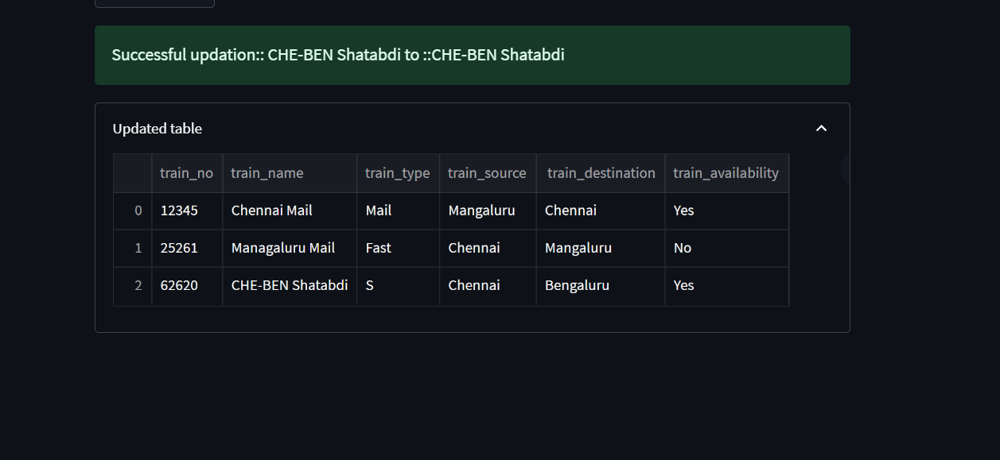 Successful updation:: CHE-BEN Shatabdi to ::CHE-BEN Shatabdi
Updated table
train_no train_name train_type train_source train_destination train_availability
0 12345 Chennai Mail Mail Mangaluru Chennai Yes
1 25261 Managaluru Mail Fast Chennai Mangaluru No
2 62620 CHE-BEN Shatabdi S Chennai Bengaluru Yes